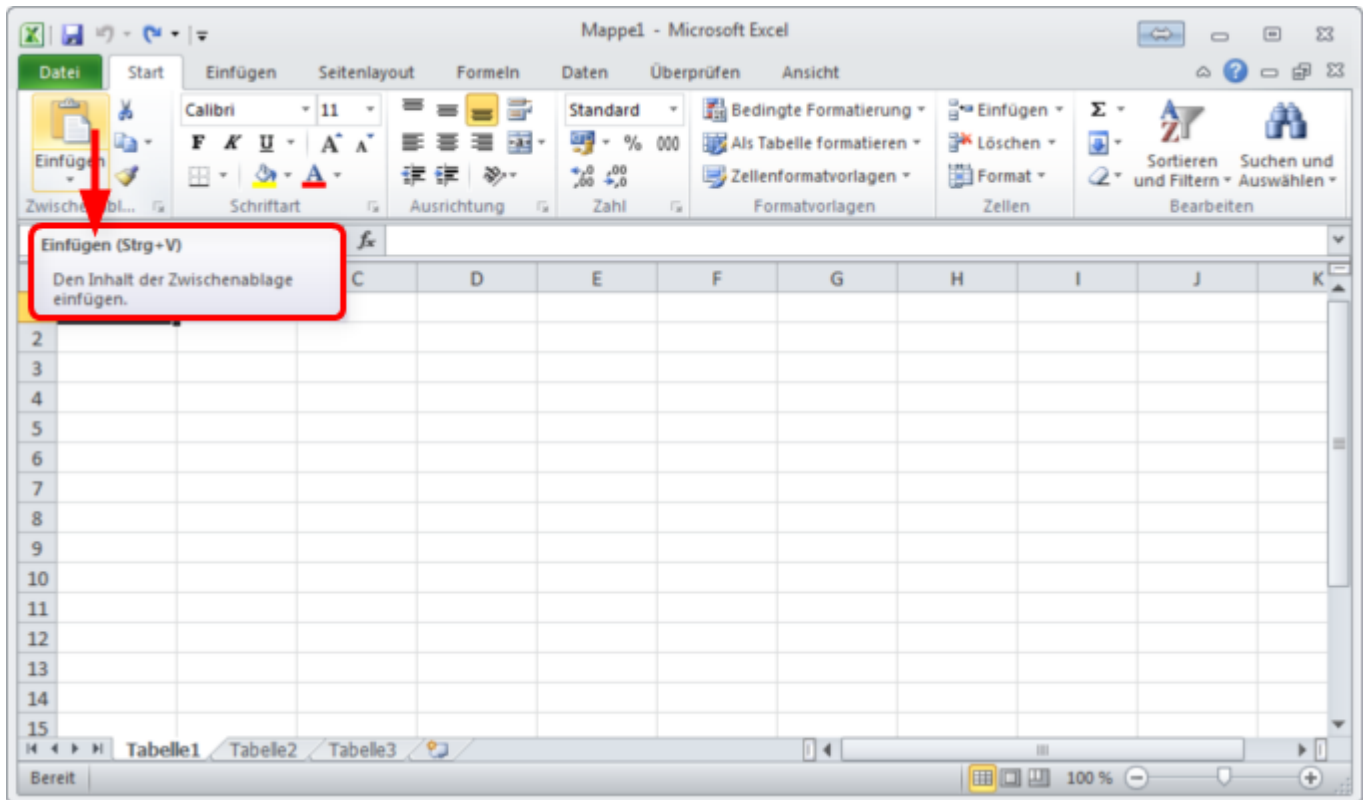 Mappe1 - Microsoft Excel
Datei Start Einfügen Seitenlayout Formeln Daten Überprüfen Ansicht
Calibri 11 Standard Bedingte Formatierung Einfügen Σ
F K U A A % 000 Als Tabelle formatieren Löschen
Einfügen A Zellenformatvorlagen Format Sortieren und Filtern Suchen und Auswählen
Schriftart Ausrichtung Zahl Formatvorlagen Zellen Bearbeiten
Einfügen (Strg+V) fx
Den Inhalt der Zwischenablage
einfügen.
C D E F G H I J K
2
3
4
5
6
7
8
9
10
11
12
13
14
15
Tabelle1 Tabelle2 Tabelle3
Bereit 100 %